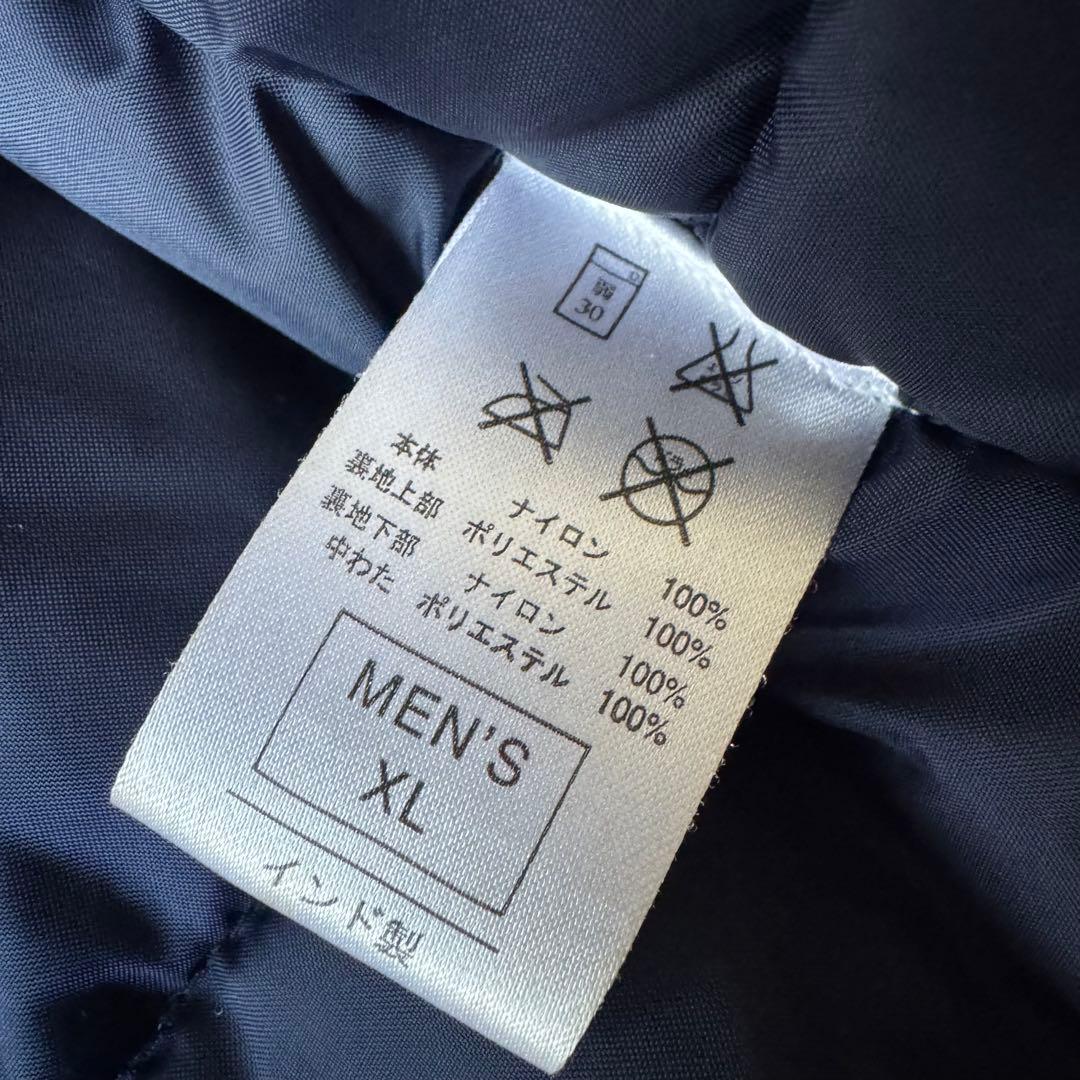 弱
30
本体 ナイロン 100%
裏地上部 ポリエステル 100%
裏地下部 ナイロン 100%
中わた ポリエステル 100%
MEN'S
XL
インド製